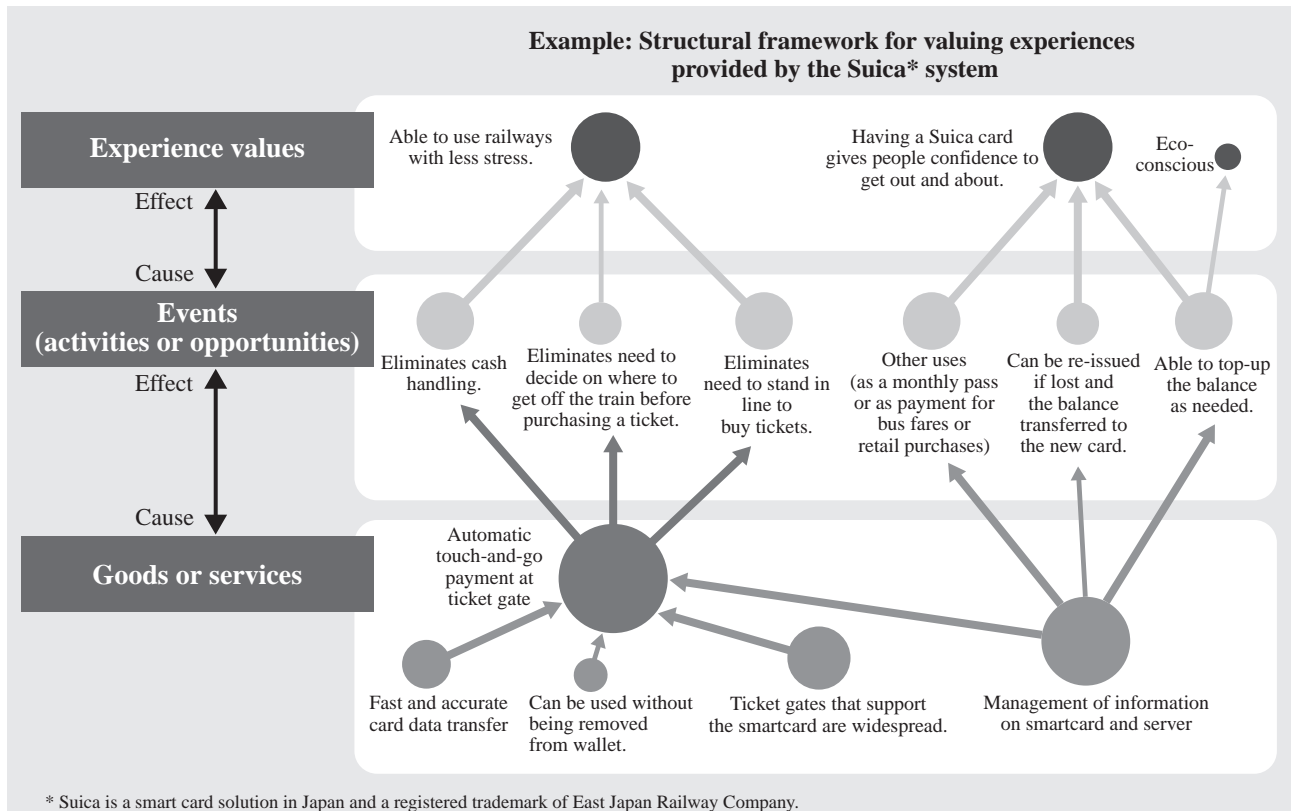 Example: Structural framework for valuing experiences
provided by the Suica* system
Experience values
Able to use railways
with less stress.
Having a Suica card
gives people confidence to
get out and about.
Eco-
conscious
Effect
Cause
Events
(activities or opportunities)
Eliminates cash
handling.
Eliminates need to
decide on where to
get off the train before
purchasing a ticket.
Eliminates
need to stand in
line to
buy tickets.
Other uses
(as a monthly pass
or as payment for
bus fares or
retail purchases)
Can be re-issued
if lost and
the balance
transferred to
the new card.
Able to top-up
the balance
as needed.
Effect
Cause
Goods or services
Automatic
touch-and-go
payment at
ticket gate
Fast and accurate
card data transfer
Can be used without
being removed
from wallet.
Ticket gates that support
the smartcard are widespread.
Management of information
on smartcard and server
* Suica is a smart card solution in Japan and a registered trademark of East Japan Railway Company.